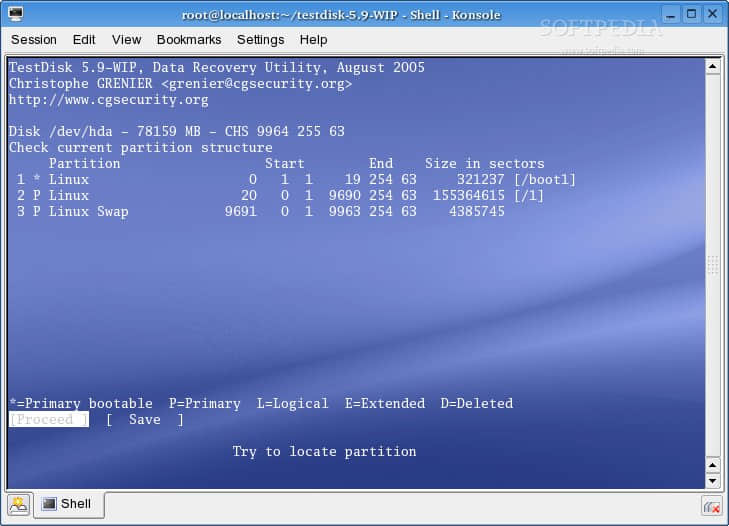 root@localhost:~/testdisk-5.9-WIP - Shell - Konsole
Session Edit View Bookmarks Settings Help
SOFTPEDIA
www.softpedia.com
TestDisk 5.9-WIP, Data Recovery Utility, August 2005
Christophe GRENIER <grenier@cgsecurity.org>
http://www.cgsecurity.org
Disk /dev/hda - 78159 MB - CHS 9964 255 63
Check current partition structure
Partition Start End Size in sectors
1 * Linux 0 1 1 19 254 63 321237 [/boot1]
2 P Linux 20 0 1 9690 254 63 155364615 [/1]
3 P Linux Swap 9691 0 1 9963 254 63 4385745
*=Primary bootable P=Primary L=Logical E=Extended D=Deleted
[Proceed ] [ Save ]
Try to locate partition
Shell